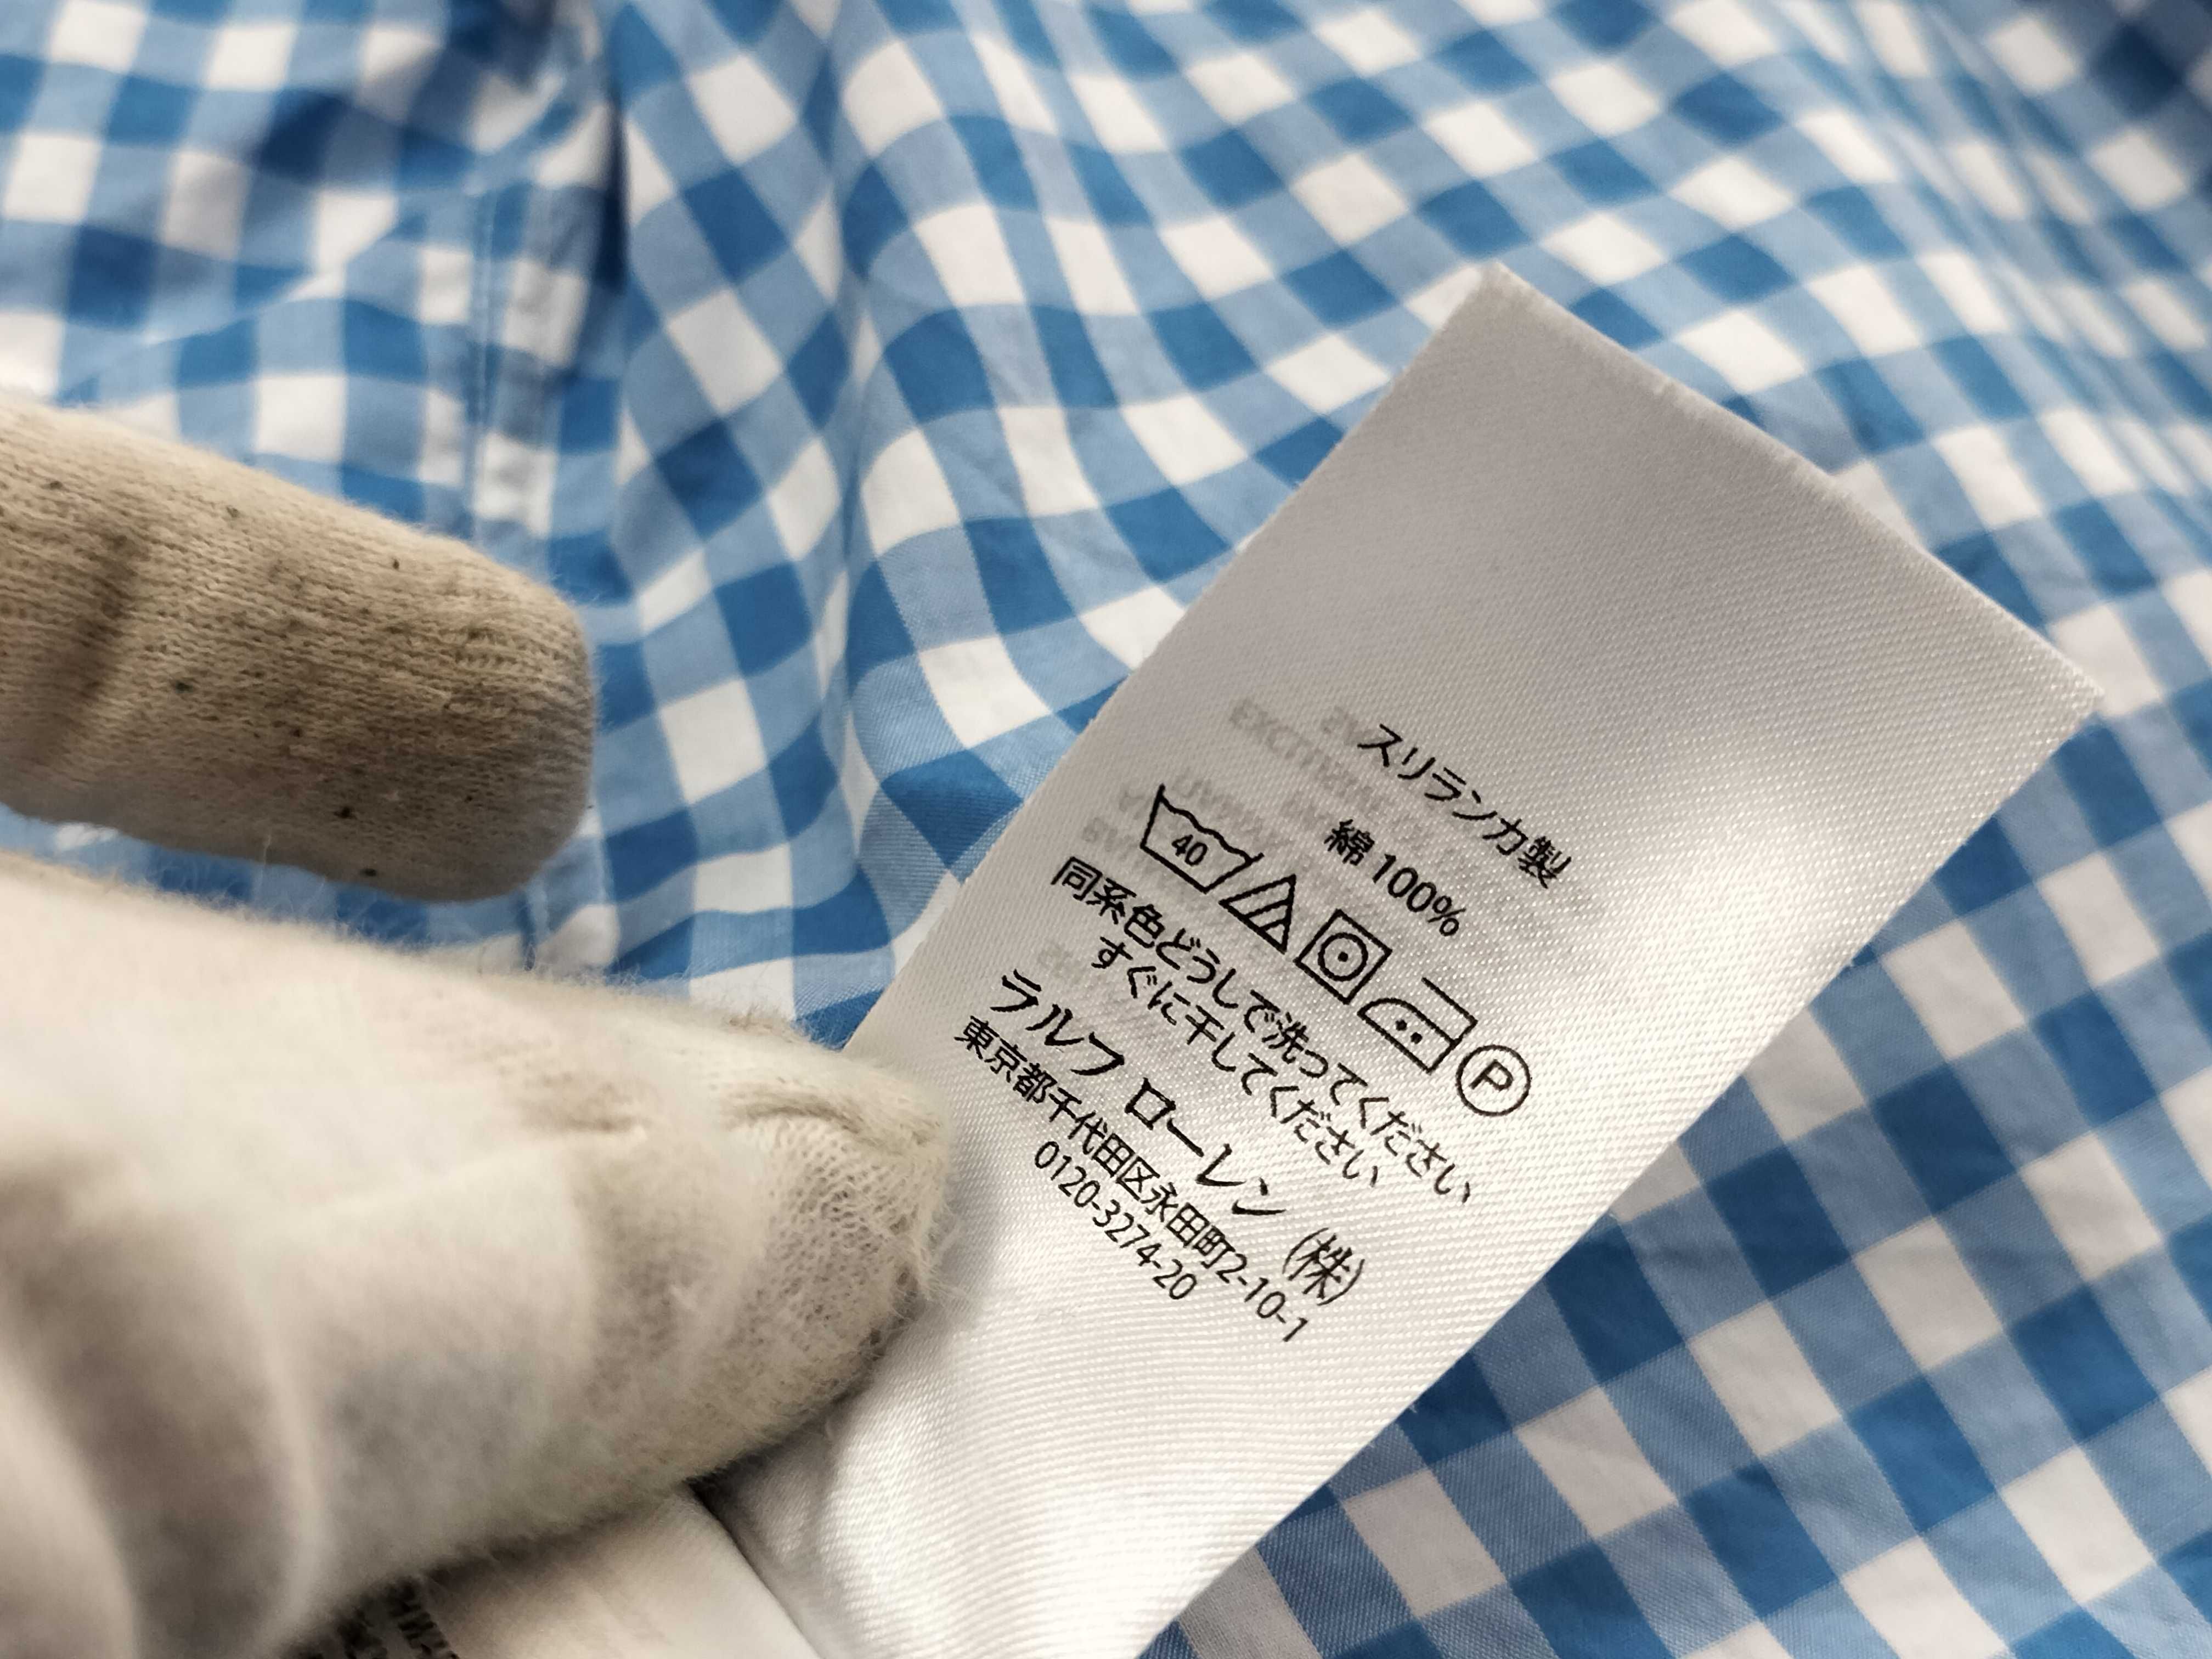 スリランカ製
綿 100%
40 P
同系色どうしで洗ってください
すぐに干してください
ラルフ ローレン (株)
東京都千代田区永田町2-10-1
0120-3274-20